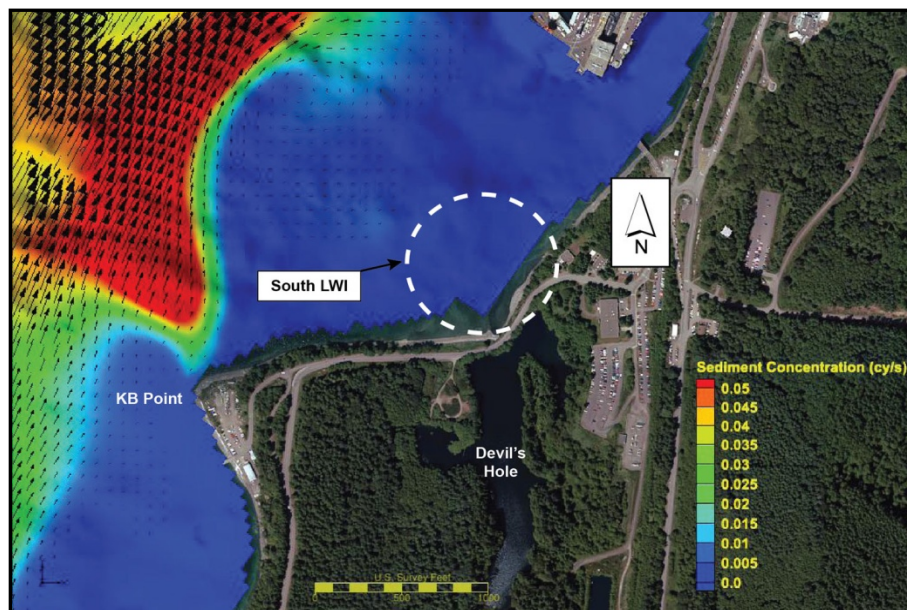 N
South LWI
KB Point
Devil's
Hole
Sediment Concentration (cy/s)
0.05
0.045
0.04
0.035
0.03
0.025
0.02
0.015
0.01
0.005
0.0
U.S. Survey Feet
0 500 1000